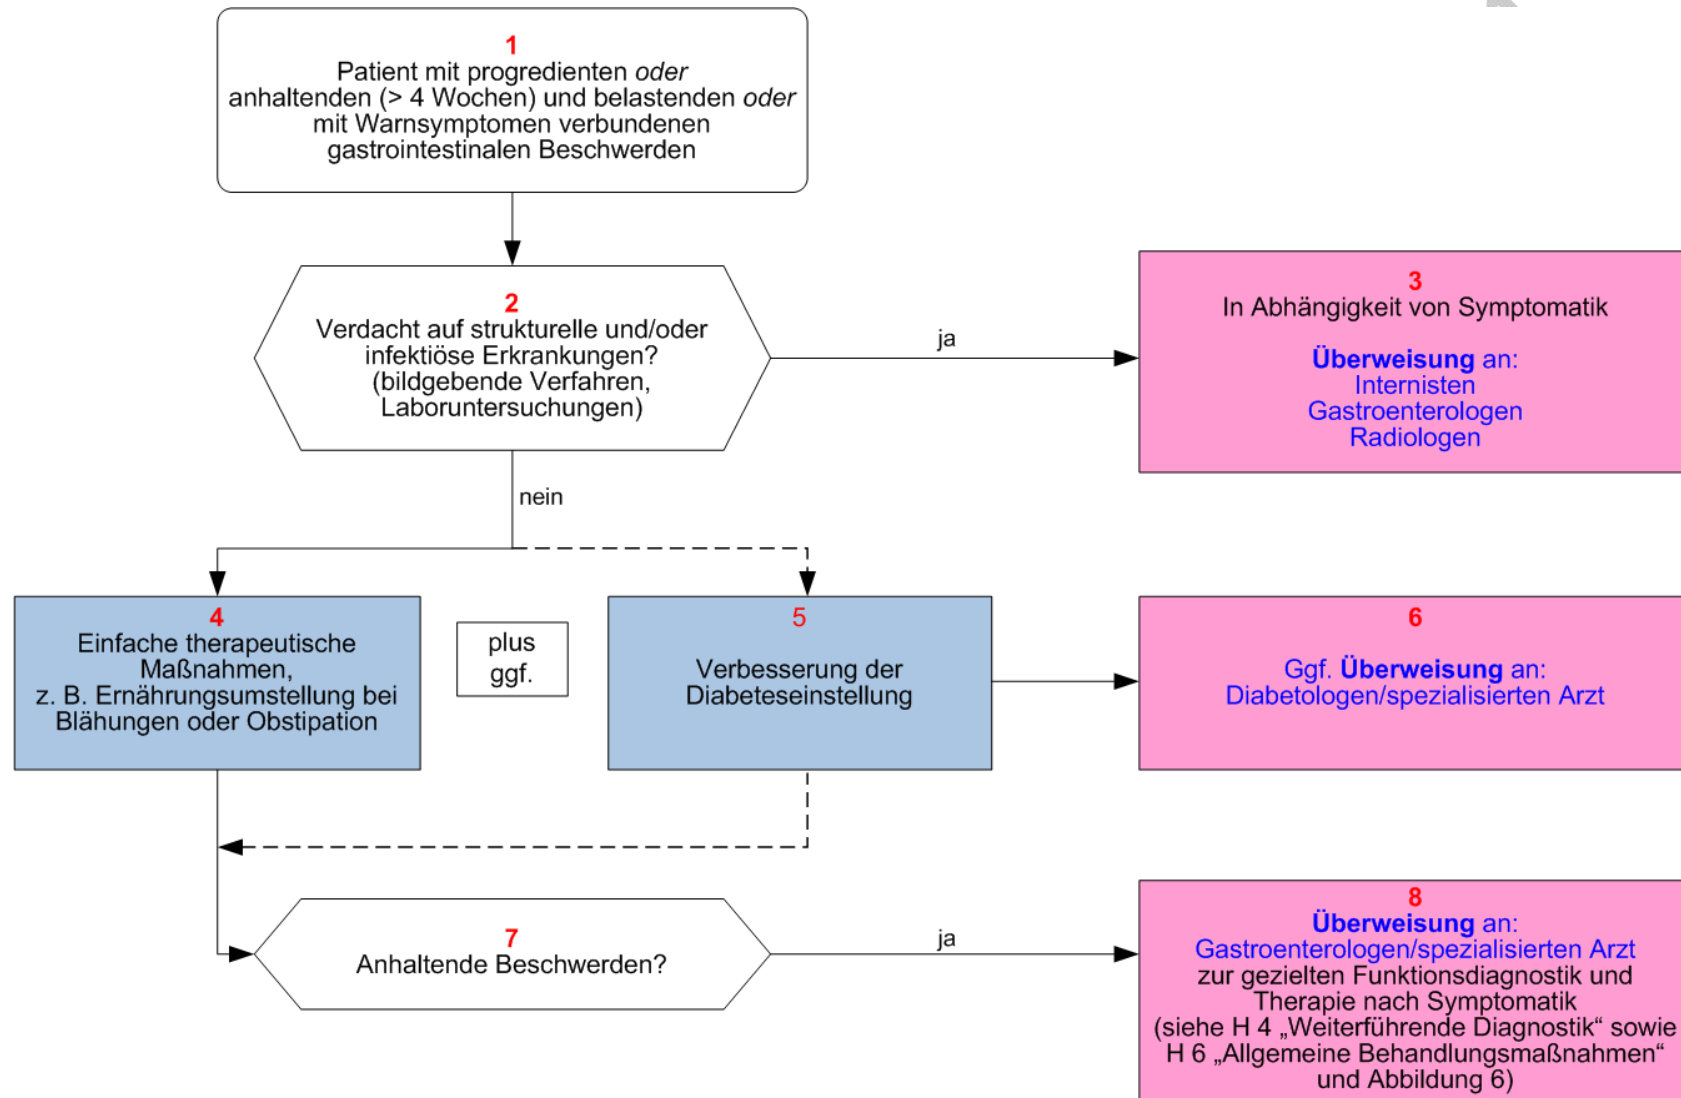 1
Patient mit progredienten oder
anhaltenden (> 4 Wochen) und belastenden oder
mit Warnsymptomen verbundenen
gastrointestinalen Beschwerden
2
Verdacht auf strukturelle und/oder
infektiöse Erkrankungen?
(bildgebende Verfahren,
Laboruntersuchungen)
ja
3
In Abhängigkeit von Symptomatik
Überweisung an:
Internisten
Gastroenterologen
Radiologen
nein
4
Einfache therapeutische
Maßnahmen,
z. B. Ernährungsumstellung bei
Blähungen oder Obstipation
plus
ggf.
5
Verbesserung der
Diabeteseinstellung
6
Ggf. Überweisung an:
Diabetologen/spezialisierten Arzt
7
Anhaltende Beschwerden?
ja
8
Überweisung an:
Gastroenterologen/spezialisierten Arzt
zur gezielten Funktionsdiagnostik und
Therapie nach Symptomatik
(siehe H 4 „Weiterführende Diagnostik“ sowie
H 6 „Allgemeine Behandlungsmaßnahmen“
und Abbildung 6)